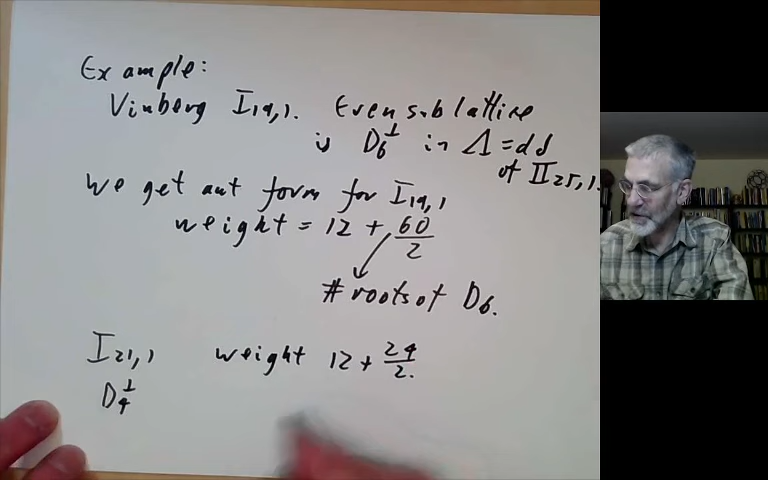 Example:
Vinberg I19,1. Even sublattice
is D6⊥ in Λ = dd
of II25,1.
We get aut form for I19,1
weight = 12 + 60/2
# roots of D6.
I21,1 weight 12 + 24/2.
D4⊥